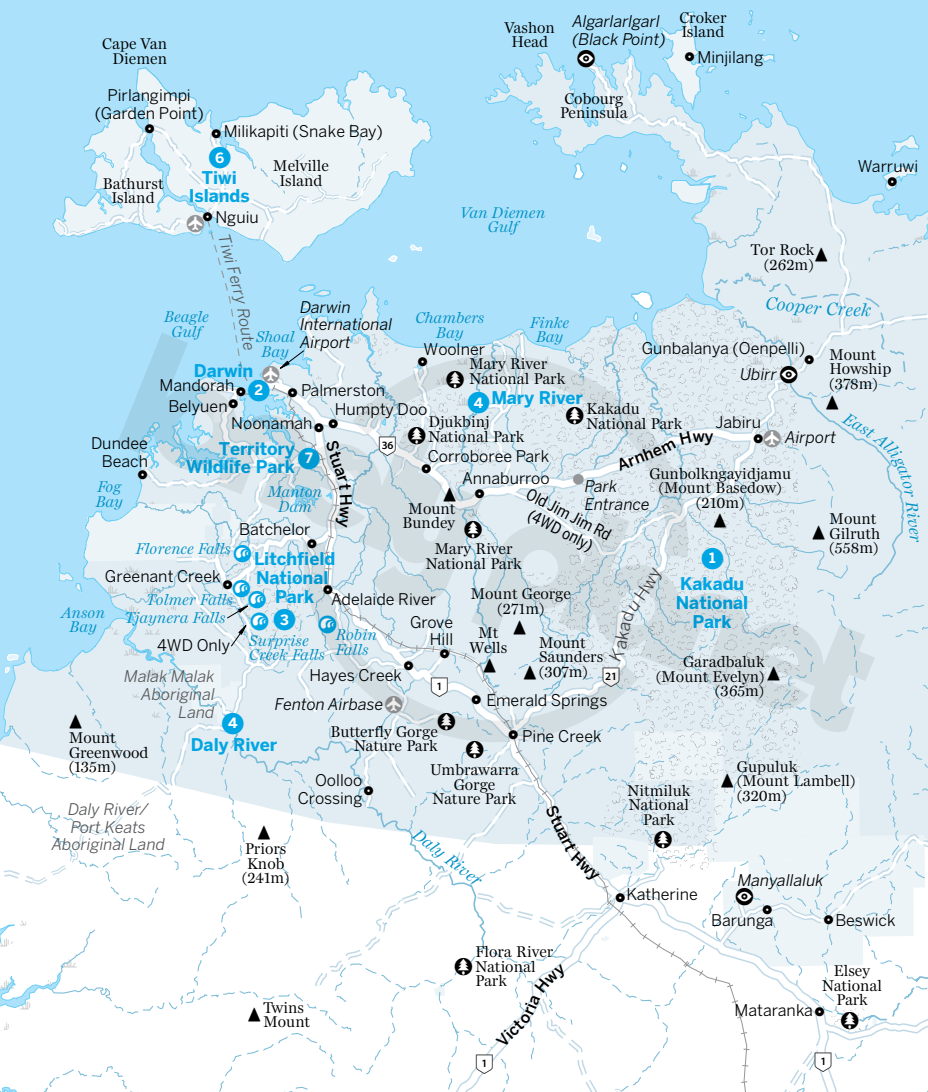 Cape Van
Diemen
Pirlangimpi
(Garden Point)
Milikapiti (Snake Bay)
6
Tiwi
Islands
Melville
Island
Bathurst
Island
Nguiu
Tiwi Ferry Route
Vashon
Head
Algarlarlgarl
(Black Point)
Croker
Island
Minjilang
Cobourg
Peninsula
Warruwi
Van Diemen
Gulf
Tor Rock
(262m)
Cooper Creek
Beagle
Gulf
Shoal
Bay
Darwin
International
Airport
Chambers
Bay
Finke
Bay
Woolner
Gunbalanya (Oenpelli)
Ubirr
Mount
Howship
(378m)
Darwin
2
Mandorah
Belyuen
Palmerston
Mary River
National Park
4
Mary River
Humpty Doo
Noonamah
Djukbinj
National Park
Kakadu
National Park
Jabiru
Airport
East Alligator River
Dundee
Beach
Territory
Wildlife Park
7
Stuart Hwy
36
Corroboree Park
Arnhem Hwy
Annaburroo
Park
Entrance
Gunbolngayidjamu
(Mount Basedow)
(210m)
Fog
Bay
Manton
Dam
Mount
Bundey
Old Jim Jim Rd
(4WD only)
Mount
Gilruth
(558m)
Batchelor
Mary River
National Park
Florence Falls
Litchfield
National
Park
Greenant Creek
Tolmer Falls
Tjaynera Falls
3
Adelaide River
1
Kakadu
National
Park
Anson
Bay
4WD Only
Surprise
Creek Falls
Robin
Falls
Mount George
(271m)
Grove
Hill
Mt
Wells
Mount
Saunders
(307m)
Kakadu Hwy
21
Garadbaluk
(Mount Evelyn)
365m)
Malak Malak
Aboriginal
Land
Hayes Creek
1
Fenton Airbase
Emerald Springs
4
Daly River
Mount
Greenwood
(135m)
Butterfly Gorge
Nature Park
Pine Creek
Umbrawarra
Gorge
Nature Park
Oolloo
Crossing
Gupuluk
(Mount Lambell)
(320m)
Nitmiluk
National
Park
Daly River/
Port Keats
Aboriginal Land
Priors
Knob
(241m)
Daly River
Stuart Hwy
Katherine
Manyallaluk
Barunga
Beswick
Flora River
National
Park
Victoria Hwy
Elsey
National
Park
Mataranka
Twins
Mount
1
1
lonely planet